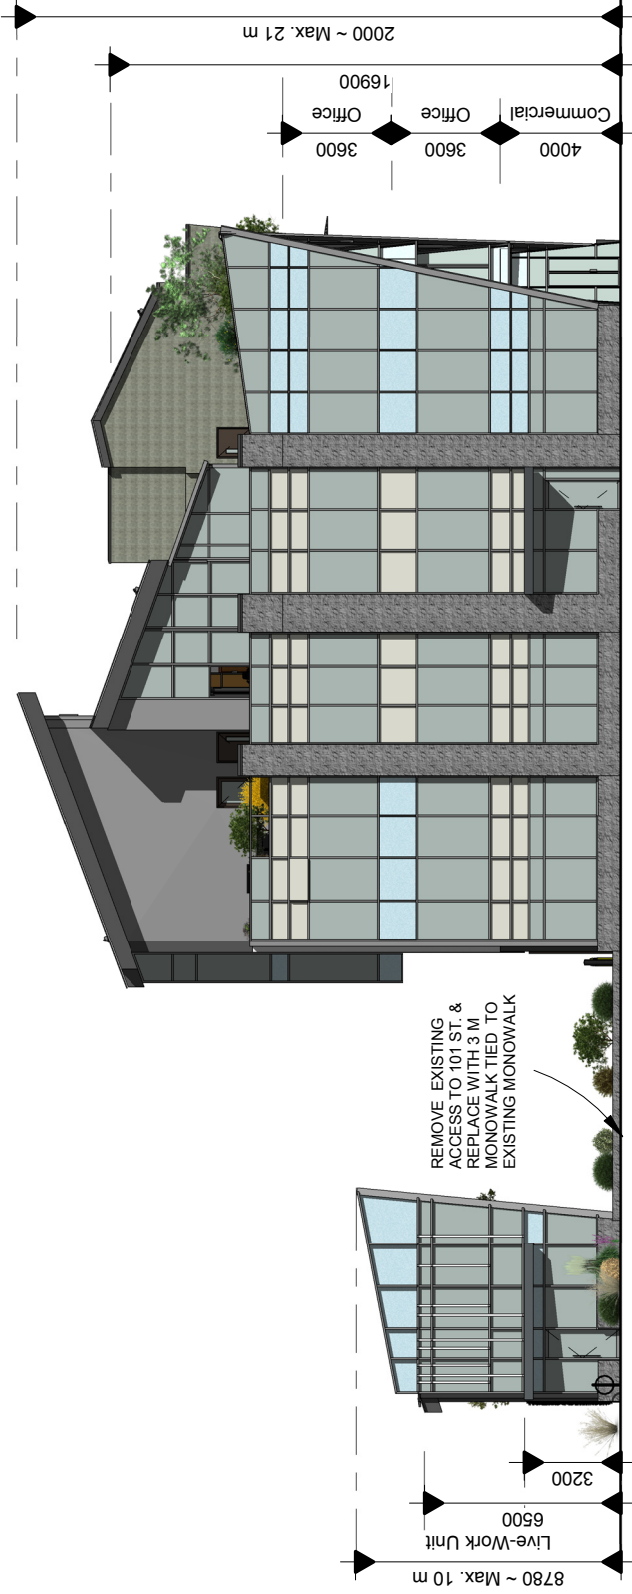 2000 ~ Max. 21 m
16900
Office
3600
Office
3600
Commercial
4000
REMOVE EXISTING
ACCESS TO 101 ST. &
REPLACE WITH 3 M
MONOWALK TIED TO
EXISTING MONOWALK
3200
6500
Live-Work Unit
8780 ~ Max. 10 m